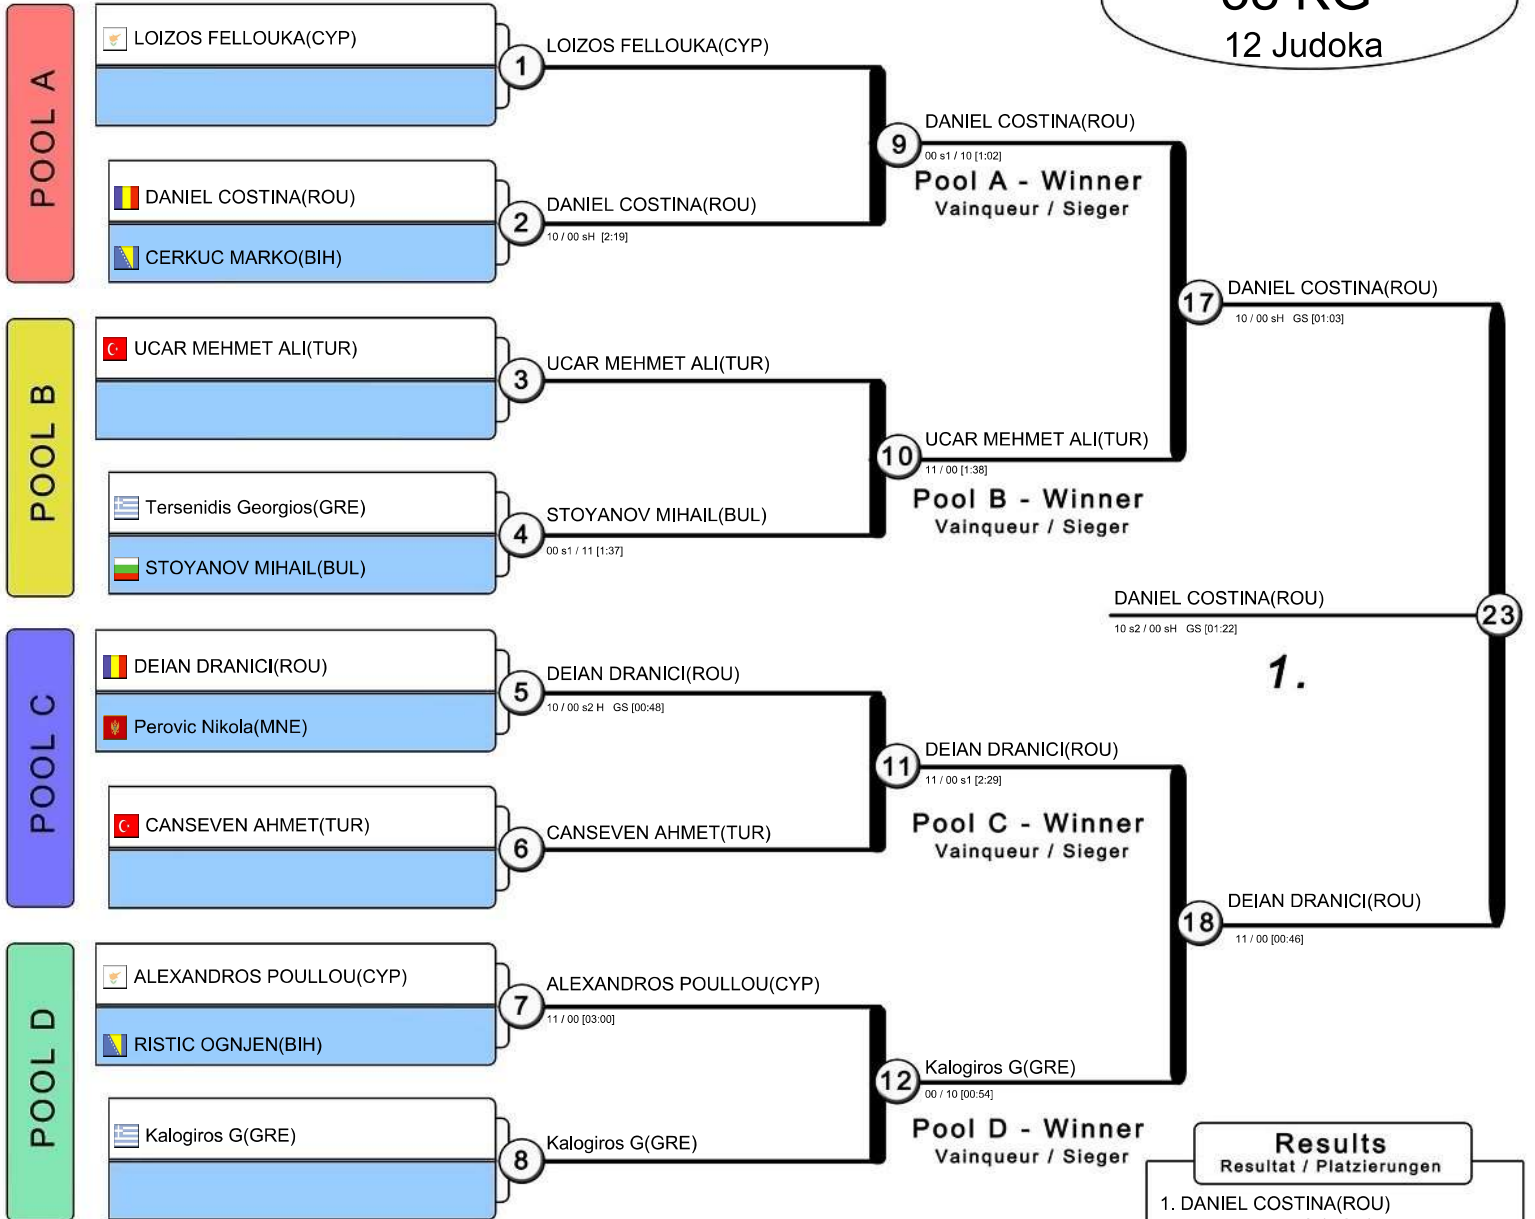 12 Judoka
POOL A
LOIZOS FELLOUKA(CYP)
1
LOIZOS FELLOUKA(CYP)
DANIEL COSTINA(ROU)
CERKUC MARKO(BIH)
2
DANIEL COSTINA(ROU)
10 / 00 sH [2:19]
9
DANIEL COSTINA(ROU)
00 s1 / 10 [1:02]
Pool A - Winner
Vainqueur / Sieger
POOL B
UCAR MEHMET ALI(TUR)
3
UCAR MEHMET ALI(TUR)
Tersenidis Georgios(GRE)
STOYANOV MIHAIL(BUL)
4
STOYANOV MIHAIL(BUL)
00 s1 / 11 [1:37]
10
UCAR MEHMET ALI(TUR)
11 / 00 [1:38]
Pool B - Winner
Vainqueur / Sieger
17
DANIEL COSTINA(ROU)
10 / 00 sH GS [01:03]
POOL C
DEIAN DRANICI(ROU)
Perovic Nikola(MNE)
5
DEIAN DRANICI(ROU)
10 / 00 s2 H GS [00:48]
CANSEVEN AHMET(TUR)
6
CANSEVEN AHMET(TUR)
11
DEIAN DRANICI(ROU)
11 / 00 s1 [2:29]
Pool C - Winner
Vainqueur / Sieger
POOL D
ALEXANDROS POULLOU(CYP)
RISTIC OGNJEN(BIH)
7
ALEXANDROS POULLOU(CYP)
11 / 00 [03:00]
Kalogiros G(GRE)
8
Kalogiros G(GRE)
12
Kalogiros G(GRE)
00 / 10 [00:54]
Pool D - Winner
Vainqueur / Sieger
18
DEIAN DRANICI(ROU)
11 / 00 [00:46]
23
DANIEL COSTINA(ROU)
10 s2 / 00 sH GS [01:22]
1.
Results
Resultat / Platzierungen
1. DANIEL COSTINA(ROU)